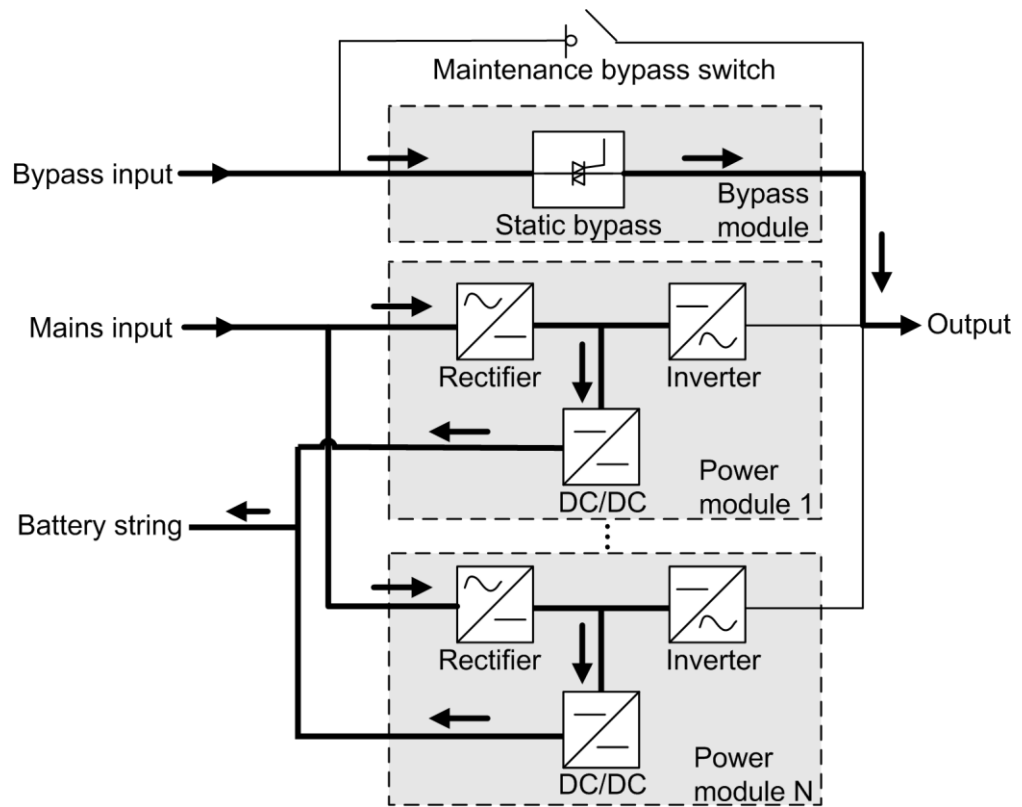 Maintenance bypass switch
Bypass input
Static bypass
Bypass
module
Mains input
Rectifier
Inverter
Output
DC/DC
Power
module 1
Battery string
Rectifier
Inverter
DC/DC
Power
module N